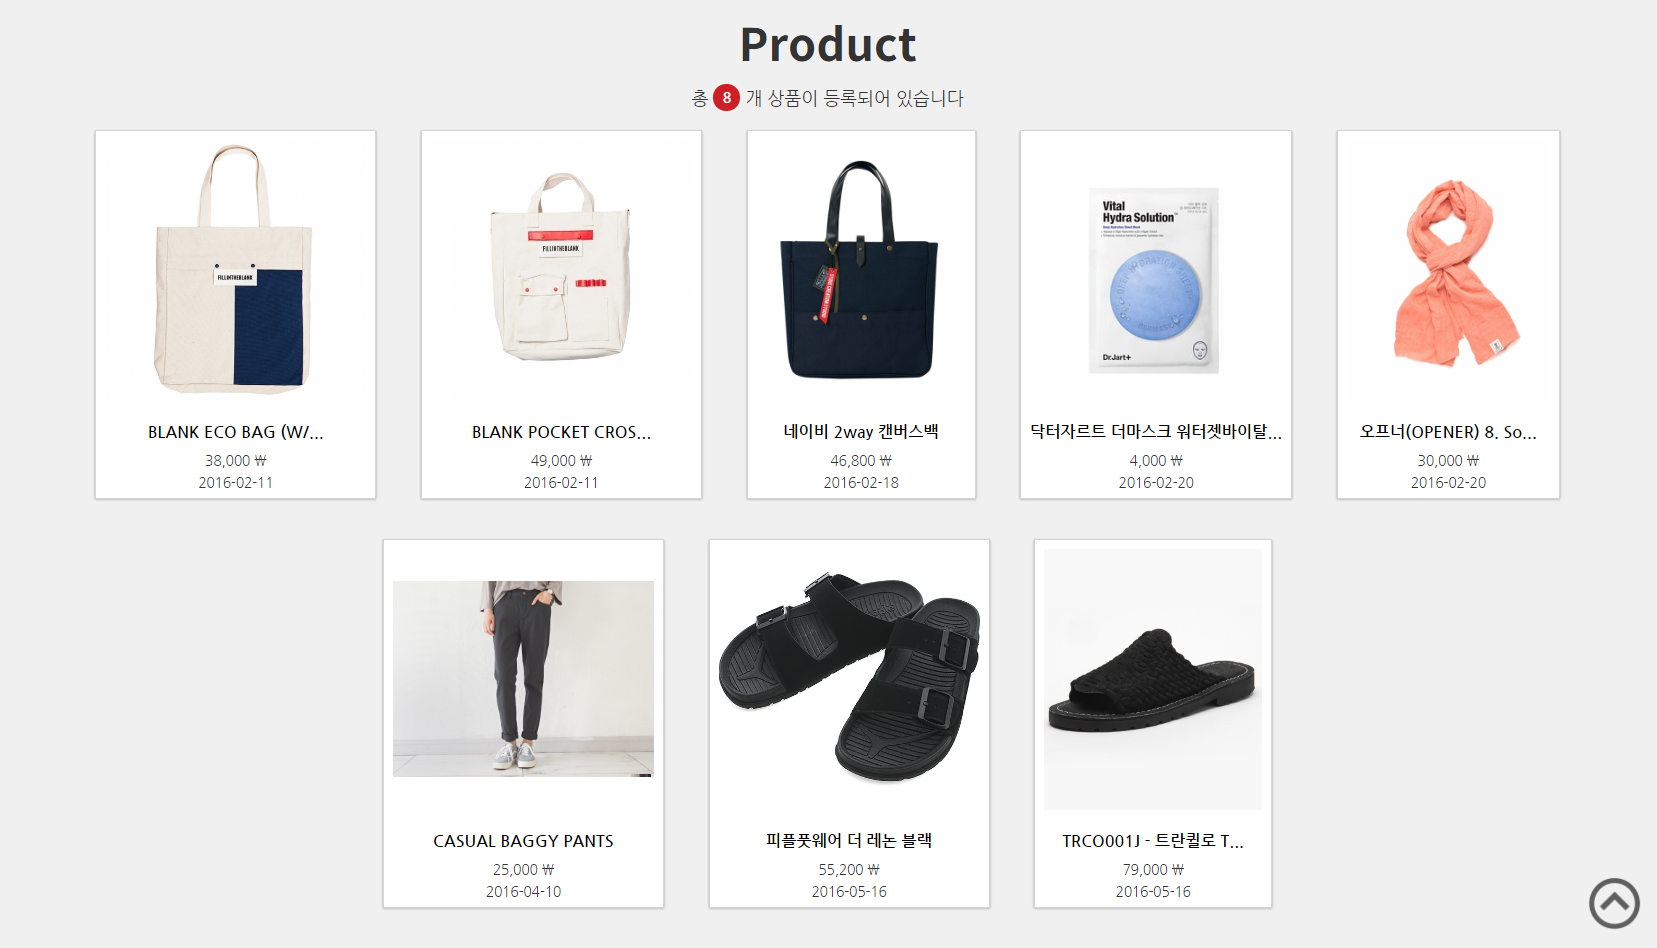 Product
총 8 개 상품이 등록되어 있습니다
FILLINTHEBLANK
FILLINTHEBLANK
Vital
Hydra Solution™
Deep Hydration Sheet Mask
Dr.Jart+
BLANK ECO BAG (W/...
38,000 ₩
2016-02-11
BLANK POCKET CROS...
49,000 ₩
2016-02-11
네이비 2way 캔버스백
46,800 ₩
2016-02-18
닥터자르트 더마스크 워터젯바이탈...
4,000 ₩
2016-02-20
오프너(OPENER) 8. So...
30,000 ₩
2016-02-20
CASUAL BAGGY PANTS
25,000 ₩
2016-04-10
피플풋웨어 더 레논 블랙
55,200 ₩
2016-05-16
TRCO001J - 트란퀼로 T...
79,000 ₩
2016-05-16